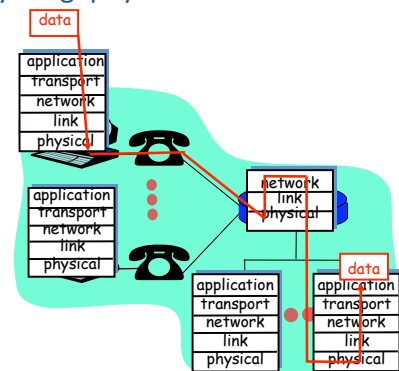 data
application
transport
network
link
physical
application
transport
network
link
physical
network
link
physical
data
application
transport
network
link
physical
application
transport
network
link
physical